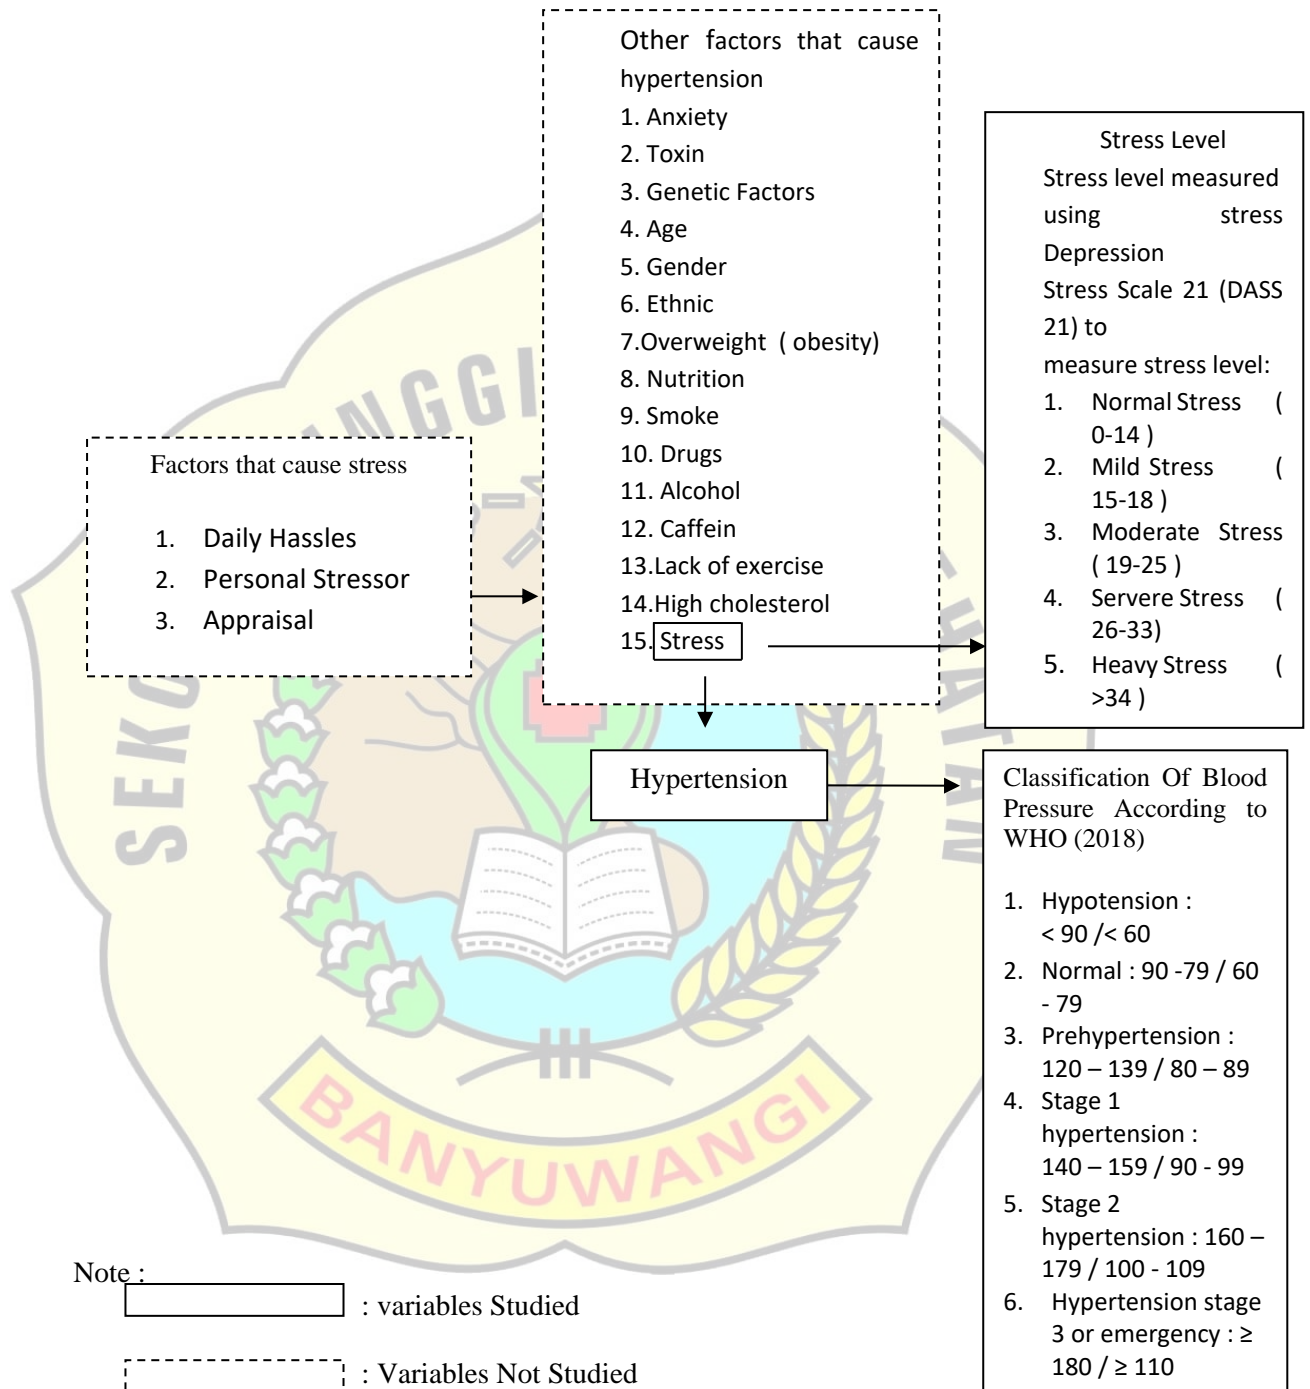 Other factors that cause
hypertension
1. Anxiety
2. Toxin
3. Genetic Factors
4. Age
5. Gender
6. Ethnic
7.Overweight ( obesity)
8. Nutrition
9. Smoke
10. Drugs
11. Alcohol
12. Caffein
13.Lack of exercise
14.High cholesterol
15. Stress
Factors that cause stress
1. Daily Hassles
2. Personal Stressor
3. Appraisal
Stress Level
Stress level measured
using stress
Depression
Stress Scale 21 (DASS
21) to
measure stress level:
1. Normal Stress (
0-14 )
2. Mild Stress (
15-18 )
3. Moderate Stress
( 19-25 )
4. Servere Stress (
26-33)
5. Heavy Stress (
>34 )
Hypertension
Classification Of Blood
Pressure According to
WHO (2018)
1. Hypotension :
< 90 /< 60
2. Normal : 90 -79 / 60
- 79
3. Prehypertension :
120 – 139 / 80 – 89
4. Stage 1
hypertension :
140 – 159 / 90 - 99
5. Stage 2
hypertension : 160 –
179 / 100 - 109
6. Hypertension stage
3 or emergency : ≥
180 / ≥ 110
BANYUWANGI
Note :
: variables Studied
: Variables Not Studied